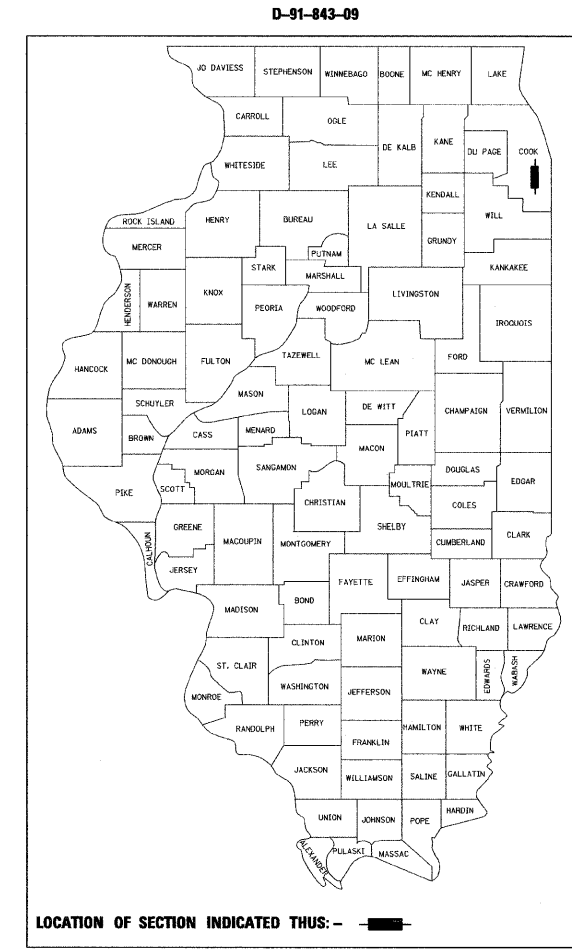 D-91-843-09
JO DAVIESS STEPHENSON WINNEBAGO BOONE MC HENRY LAKE
CARROLL OGLE DE KALB KANE DU PAGE COOK
WHITESIDE LEE KENDALL WILL
ROCK ISLAND HENRY BUREAU LA SALLE GRUNDY
MERCER PUTNAM KANKAKEE
STARK MARSHALL
HENDERSON WARREN KNOX PEORIA WOODFORD LIVINGSTON IROQUOIS
HANCOCK MC DONOUGH FULTON TAZEWELL MC LEAN FORD
SCHUYLER MASON LOGAN DE WITT CHAMPAIGN VERMILION
ADAMS BROWN CASS MENARD MACON PIATT
PIKE SCOTT MORGAN SANGAMON MOULTRIE DOUGLAS EDGAR
CHRISTIAN COLES
CALHOUN GREENE MACOUPIN MONTGOMERY SHELBY CUMBERLAND CLARK
JERSEY FAYETTE EFFINGHAM JASPER CRAWFORD
MADISON BOND
CLINTON MARION CLAY RICHLAND LAWRENCE
ST. CLAIR WAYNE EDWARDS WABASH
MONROE WASHINGTON JEFFERSON
RANDOLPH PERRY HAMILTON WHITE
FRANKLIN
JACKSON WILLIAMSON SALINE GALLATIN
UNION JOHNSON POPE HARDIN
ALEXANDER PULASKI MASSAC
LOCATION OF SECTION INDICATED THUS: -